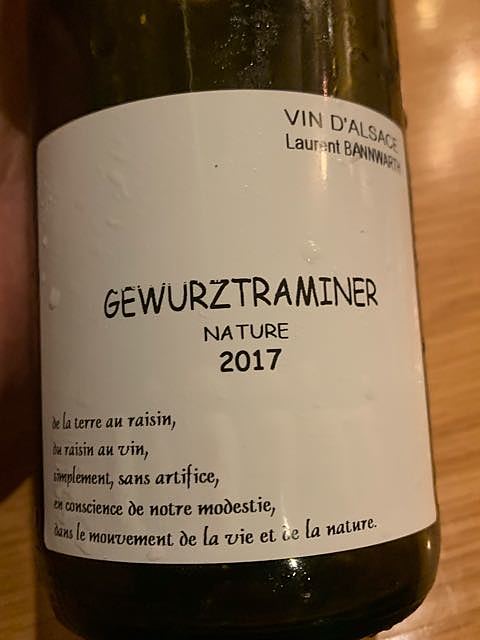 VIN D'ALSACE
Laurent BANNWARTH
GEWURZTRAMINER
NATURE
2017
de la terre au raisin,
du raisin au vin,
simplement, sans artifice,
en conscience de notre modestie,
dans le mouvement de la vie et de la nature.